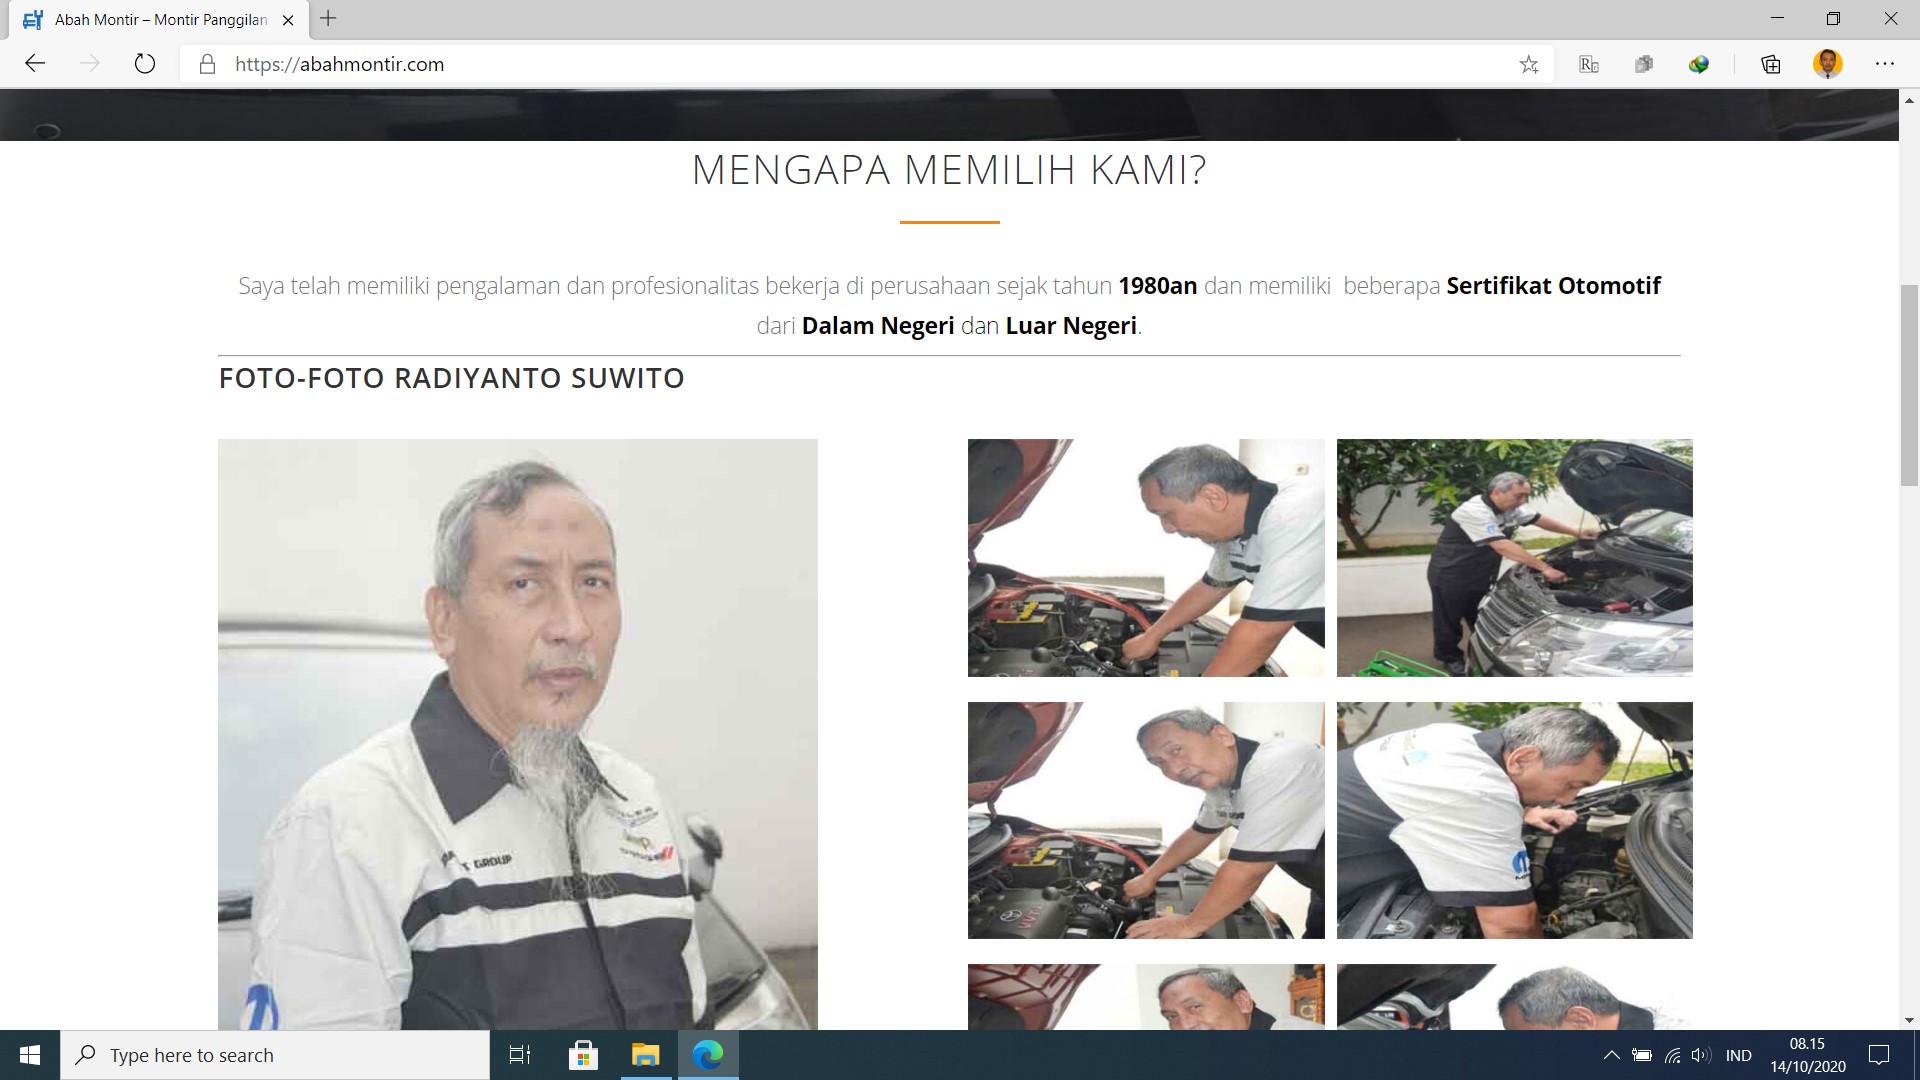 Abah Montir – Montir Panggilan
https://abahmontir.com
MENGAPA MEMILIH KAMI?
Saya telah memiliki pengalaman dan profesionalitas bekerja di perusahaan sejak tahun 1980an dan memiliki beberapa Sertifikat Otomotif
dari Dalam Negeri dan Luar Negeri.
FOTO-FOTO RADIYANTO SUWITO
GROUP
VVT-i
Type here to search
IND
08.15
14/10/2020